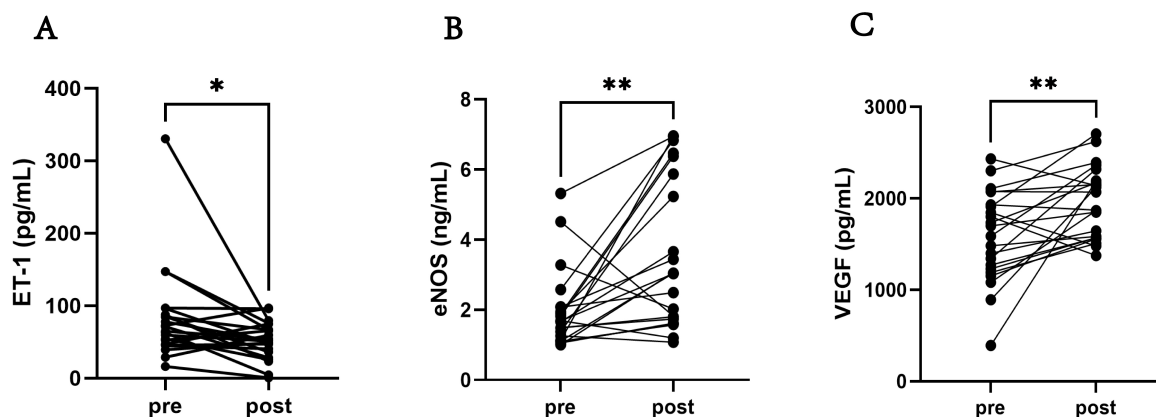 A
ET-1 (pg/mL)
400
300
200
100
0
*
pre post
B
eNOS (ng/mL)
8
6
4
2
0
**
pre post
C
VEGF (pg/mL)
3000
2000
1000
0
**
pre post